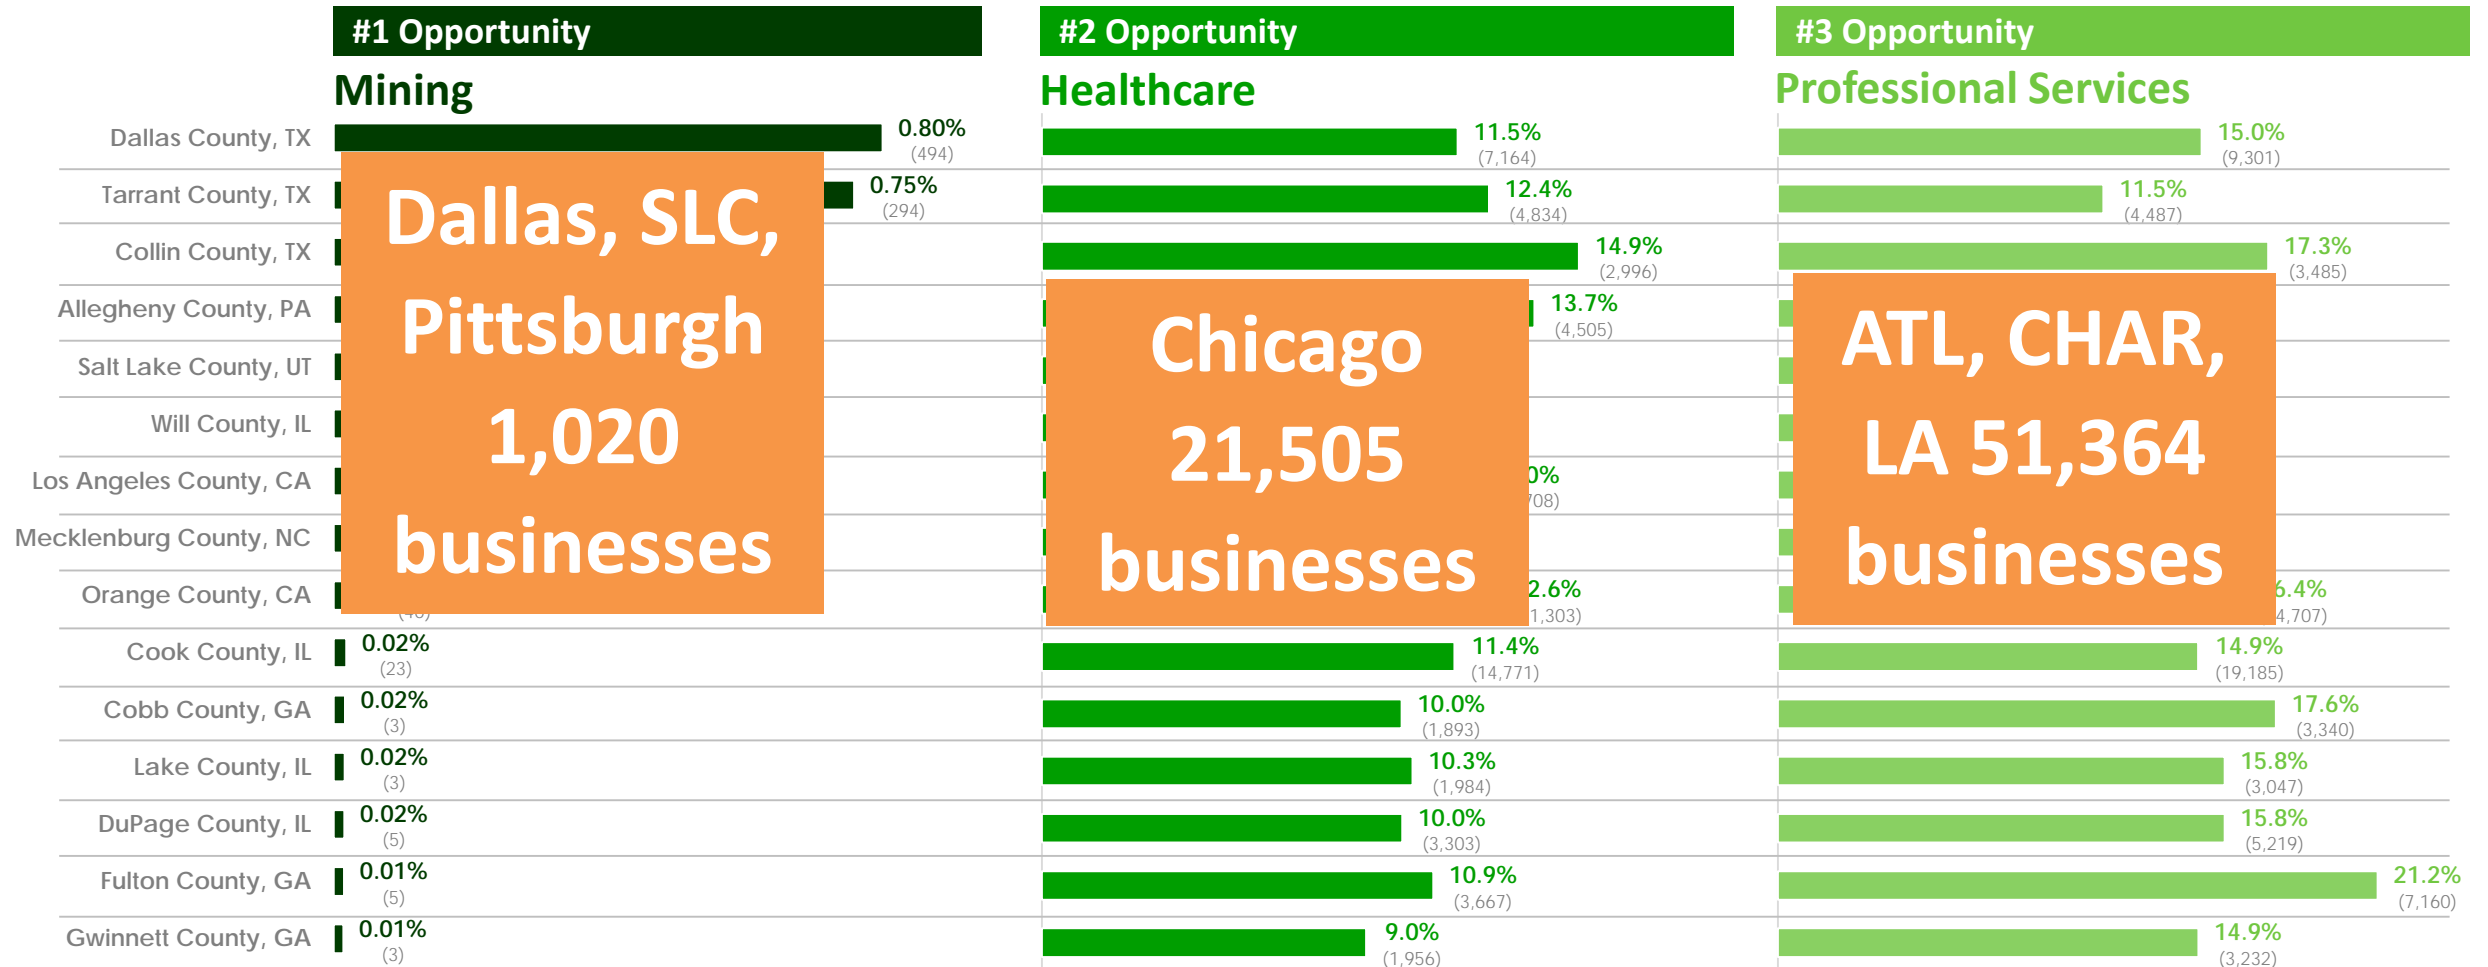 #1 Opportunity
#2 Opportunity
#3 Opportunity
Mining
Healthcare
Professional Services
Dallas County, TX
0.80%
(494)
11.5%
(7,164)
15.0%
(9,301)
Tarrant County, TX
0.75%
(294)
12.4%
(4,834)
11.5%
(4,487)
Collin County, TX
14.9%
(2,996)
17.3%
(3,485)
Allegheny County, PA
13.7%
(4,505)
Salt Lake County, UT
Will County, IL
Los Angeles County, CA
Mecklenburg County, NC
Orange County, CA
Dallas, SLC,
Pittsburgh
1,020
businesses
Chicago
21,505
businesses
ATL, CHAR,
LA 51,364
businesses
Cook County, IL
0.02%
(23)
11.4%
(14,771)
14.9%
(19,185)
Cobb County, GA
0.02%
(3)
10.0%
(1,893)
17.6%
(3,340)
Lake County, IL
0.02%
(3)
10.3%
(1,984)
15.8%
(3,047)
DuPage County, IL
0.02%
(5)
10.0%
(3,303)
15.8%
(5,219)
Fulton County, GA
0.01%
(5)
10.9%
(3,667)
21.2%
(7,160)
Gwinnett County, GA
0.01%
(3)
9.0%
(1,956)
14.9%
(3,232)